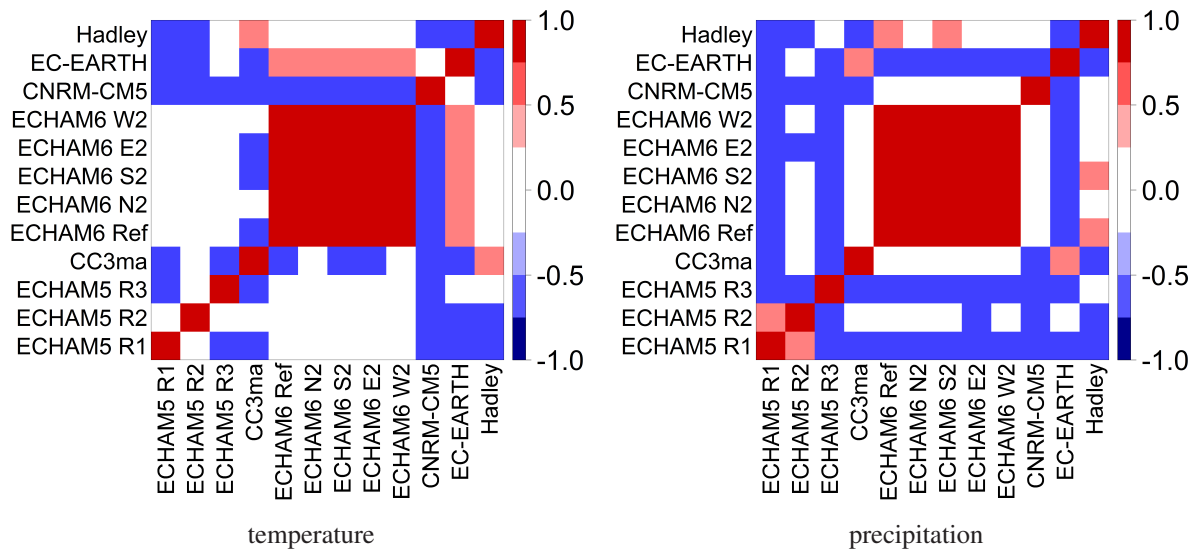 Hadley
EC-EARTH
CNRM-CM5
ECHAM6 W2
ECHAM6 E2
ECHAM6 S2
ECHAM6 N2
ECHAM6 Ref
CC3ma
ECHAM5 R3
ECHAM5 R2
ECHAM5 R1
1.0
0.5
0.0
-0.5
-1.0
ECHAM5 R1
ECHAM5 R2
ECHAM5 R3
CC3ma
ECHAM6 Ref
ECHAM6 N2
ECHAM6 S2
ECHAM6 E2
ECHAM6 W2
CNRM-CM5
EC-EARTH
Hadley
temperature
Hadley
EC-EARTH
CNRM-CM5
ECHAM6 W2
ECHAM6 E2
ECHAM6 S2
ECHAM6 N2
ECHAM6 Ref
CC3ma
ECHAM5 R3
ECHAM5 R2
ECHAM5 R1
1.0
0.5
0.0
-0.5
-1.0
ECHAM5 R1
ECHAM5 R2
ECHAM5 R3
CC3ma
ECHAM6 Ref
ECHAM6 N2
ECHAM6 S2
ECHAM6 E2
ECHAM6 W2
CNRM-CM5
EC-EARTH
Hadley
precipitation